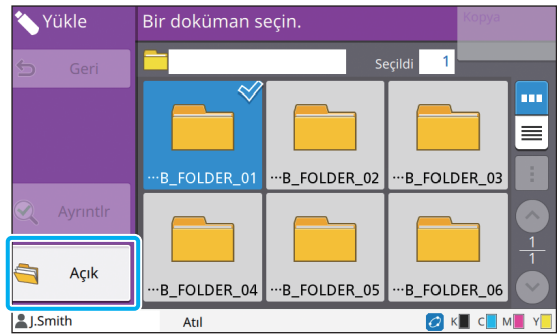 Yükle
Bir doküman seçin.
Kopya
Geri
Seçildi 1
···B_FOLDER_01 ···B_FOLDER_02 ···B_FOLDER_03
Ayrıntlr
1
1
Açık
···B_FOLDER_04 ···B_FOLDER_05 ···B_FOLDER_06
J.Smith
Atıl
K C M Y